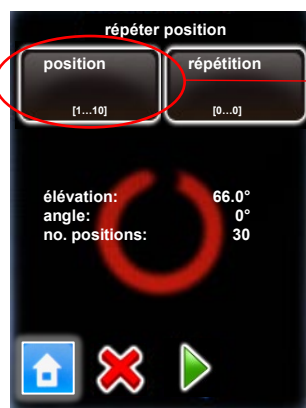 répéter position
position répétition
[1...10] [0...0]
élévation: 66.0°
angle: 0°
no. positions: 30